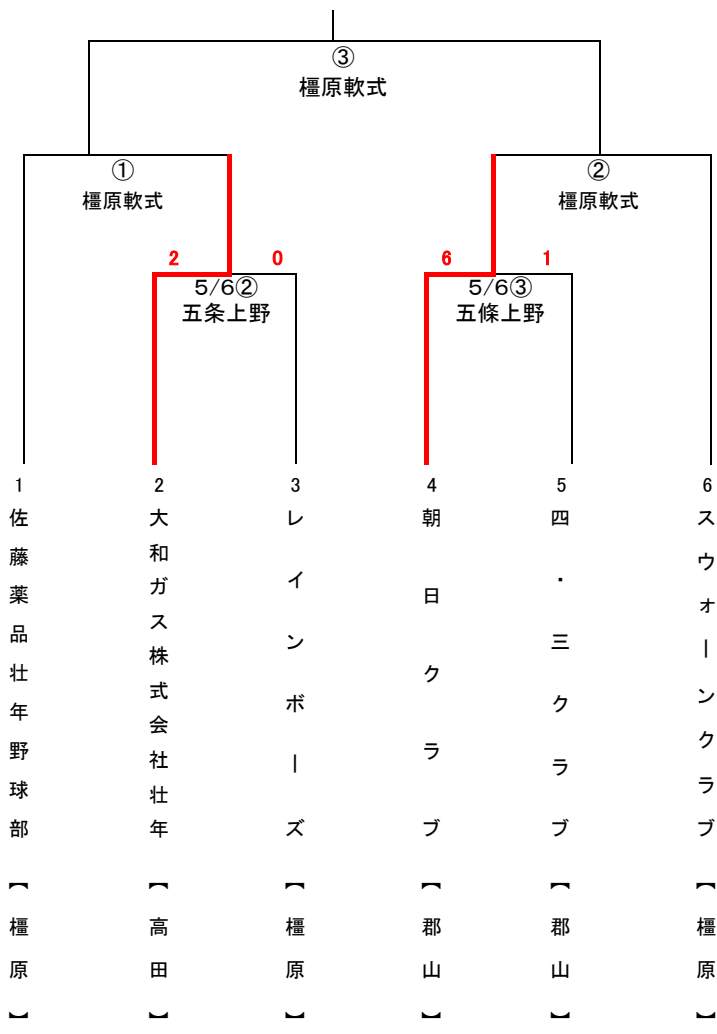 ③
橿原軟式
①
橿原軟式
②
橿原軟式
2 0
6 1
5/6②
五条上野
5/6③
五條上野
1
佐藤薬品壮年野球部【橿原】
2
大和ガス株式会社壮年【高田】
3
レインボーズ【橿原】
4
朝日クラブ【郡山】
5
四・三クラブ【郡山】
6
スウォーンクラブ【橿原】